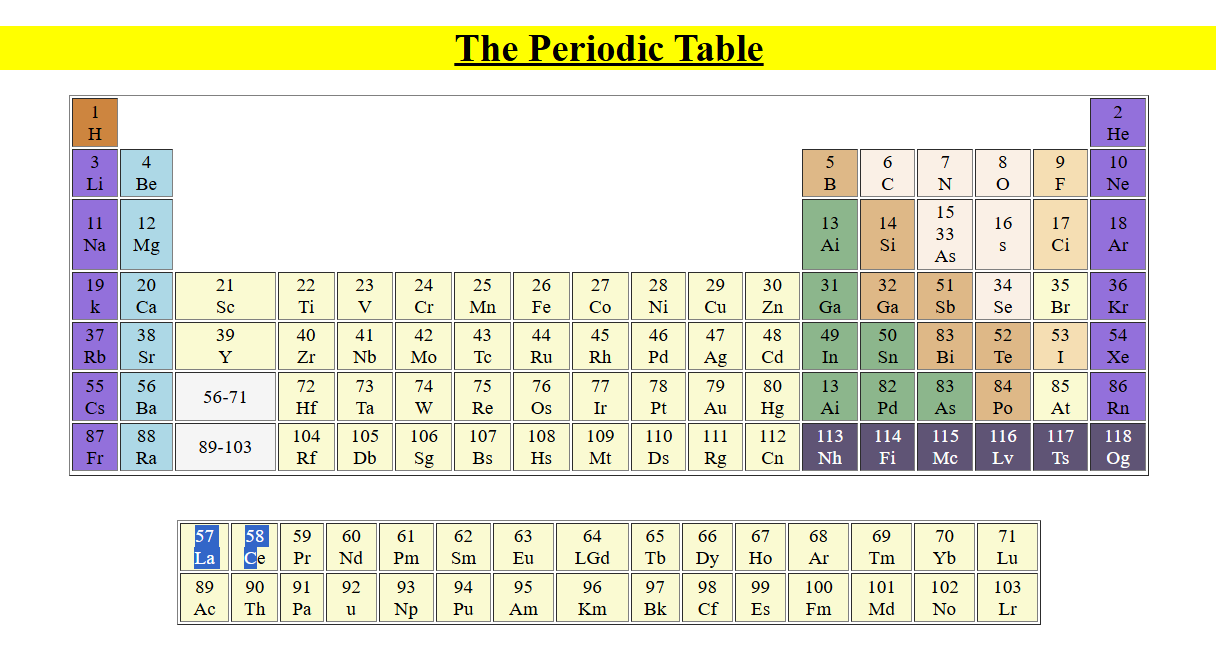 The Periodic Table
1 2
H He
3 4 5 6 7 8 9 10
Li Be B C N O F Ne
11 12 13 14 15 33 16 17 18
Na Mg Ai Si As s Ci Ar
19 20 21 22 23 24 25 26 27 28 29 30 31 32 51 34 35 36
k Ca Sc Ti V Cr Mn Fe Co Ni Cu Zn Ga Ga Sb Se Br Kr
37 38 39 40 41 42 43 44 45 46 47 48 49 50 83 52 53 54
Rb Sr Y Zr Nb Mo Tc Ru Rh Pd Ag Cd In Sn Bi Te I Xe
55 56 56-71 72 73 74 75 76 77 78 79 80 13 82 83 84 85 86
Cs Ba Hf Ta W Re Os Ir Pt Au Hg Ai Pd As Po At Rn
87 88 89-103 104 105 106 107 108 109 110 111 112 113 114 115 116 117 118
Fr Ra Rf Db Sg Bs Hs Mt Ds Rg Cn Nh Fi Mc Lv Ts Og
57 58 59 60 61 62 63 64 65 66 67 68 69 70 71
La Ce Pr Nd Pm Sm Eu LGd Tb Dy Ho Ar Tm Yb Lu
89 90 91 92 93 94 95 96 97 98 99 100 101 102 103
Ac Th Pa u Np Pu Am Km Bk Cf Es Fm Md No Lr